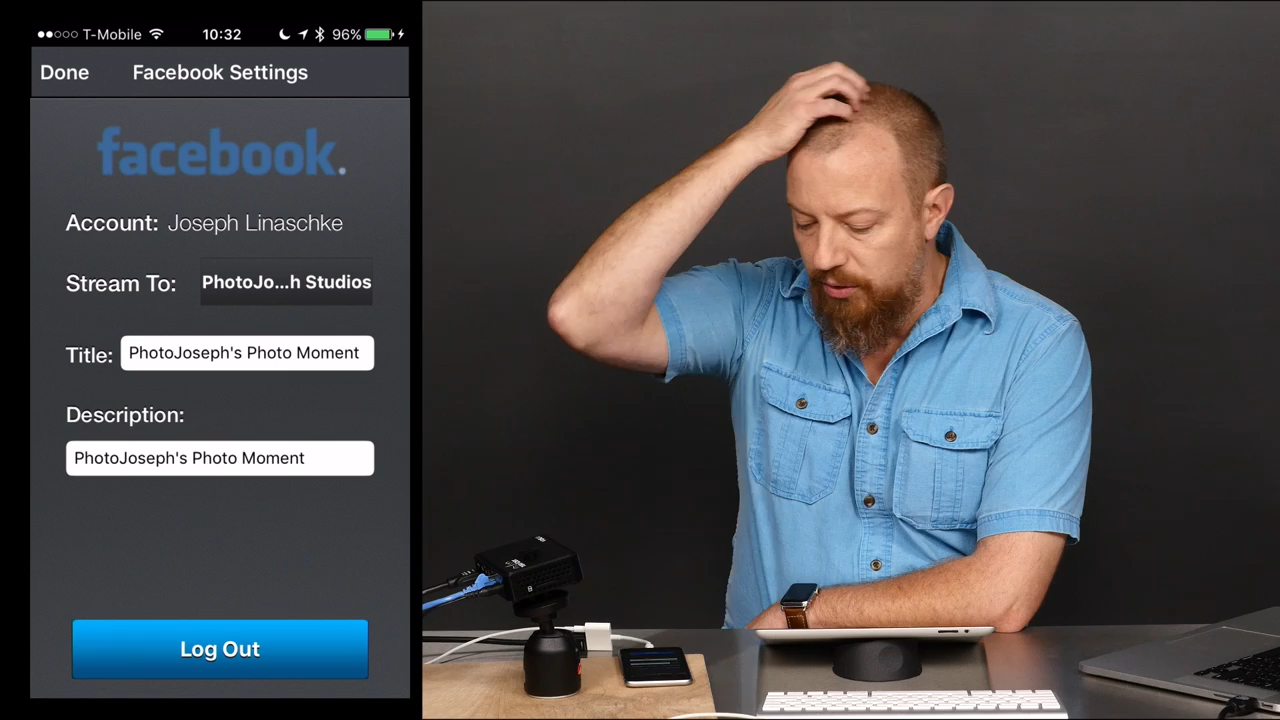 T-Mobile 10:32 96%
Done Facebook Settings
facebook.
Account: Joseph Linaschke
Stream To: PhotoJo...h Studios
Title: PhotoJoseph's Photo Moment
Description:
PhotoJoseph's Photo Moment
Log Out